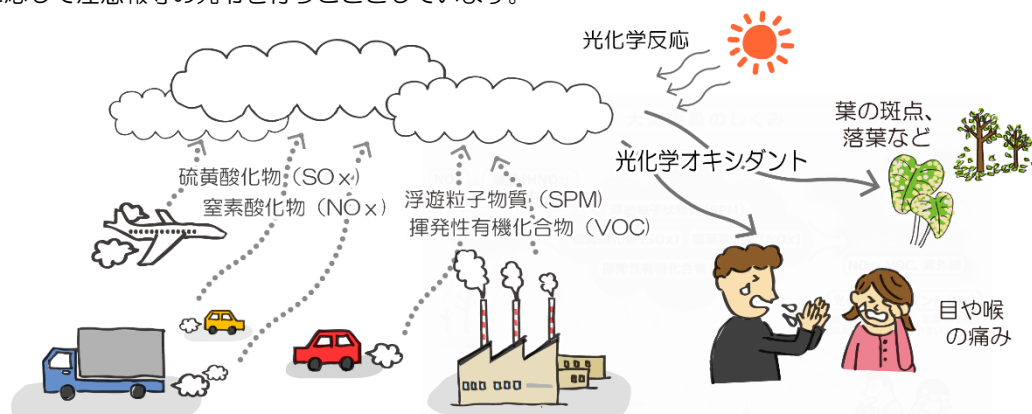 応じて注意報等の発令を行うこととしています。
光化学反応
葉の斑点、
落葉など
光化学オキシダント
硫黄酸化物（SOx）
窒素酸化物（NOx）
浮遊粒子物質（SPM）
揮発性有機化合物（VOC）
目や喉
の痛み